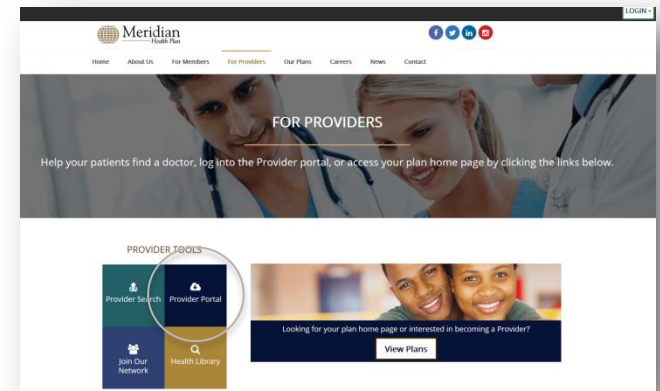 LOGIN
Meridian
Health Plan
Home About Us For Members For Providers Our Plans Careers News Contact
FOR PROVIDERS
Help your patients find a doctor, log into the Provider portal, or access your plan home page by clicking the links below.
PROVIDER TOOLS
Provider Search Provider Portal
Join Our
Network
Health Library
Looking for your plan home page or interested in becoming a Provider?
View Plans